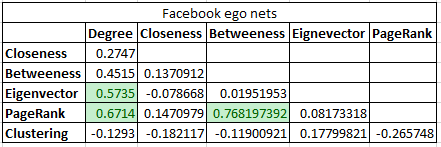 Facebook ego nets
Degree Closeness Betweeness Eignevector PageRank
Closeness 0.2747
Betweeness 0.4515 0.1370912
Eigenvector 0.5735 -0.078668 0.01951953
PageRank 0.6714 0.1470979 0.768197392 0.08173318
Clustering -0.1293 -0.182117 -0.11900921 0.17799821 -0.265748